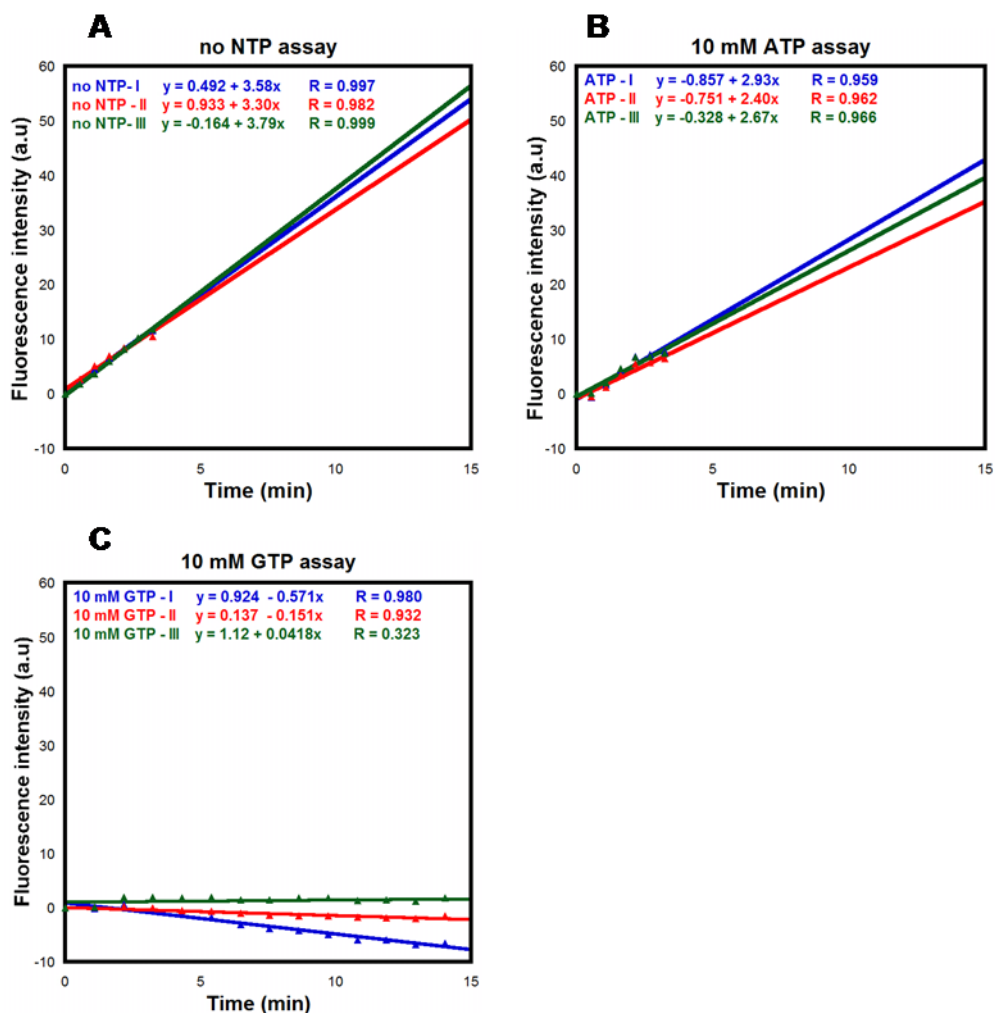 A
no NTP assay
no NTP- I y = 0.492 + 3.58x R = 0.997
no NTP - II y = 0.933 + 3.30x R = 0.982
no NTP- III y = -0.164 + 3.79x R = 0.999
60
50
40
30
20
10
0
-10
Fluorescence intensity (a.u)
0 5 10 15
Time (min)
B
10 mM ATP assay
ATP - I y = -0.857 + 2.93x R = 0.959
ATP - II y = -0.751 + 2.40x R = 0.962
ATP - III y = -0.328 + 2.67x R = 0.966
60
50
40
30
20
10
0
-10
Fluorescence intensity (a.u)
0 5 10 15
Time (min)
C
10 mM GTP assay
10 mM GTP - I y = 0.924 - 0.571x R = 0.980
10 mM GTP - II y = 0.137 - 0.151x R = 0.932
10 mM GTP - III y = 1.12 + 0.0418x R = 0.323
60
50
40
30
20
10
0
-10
Fluorescence intensity (a.u)
0 5 10 15
Time (min)